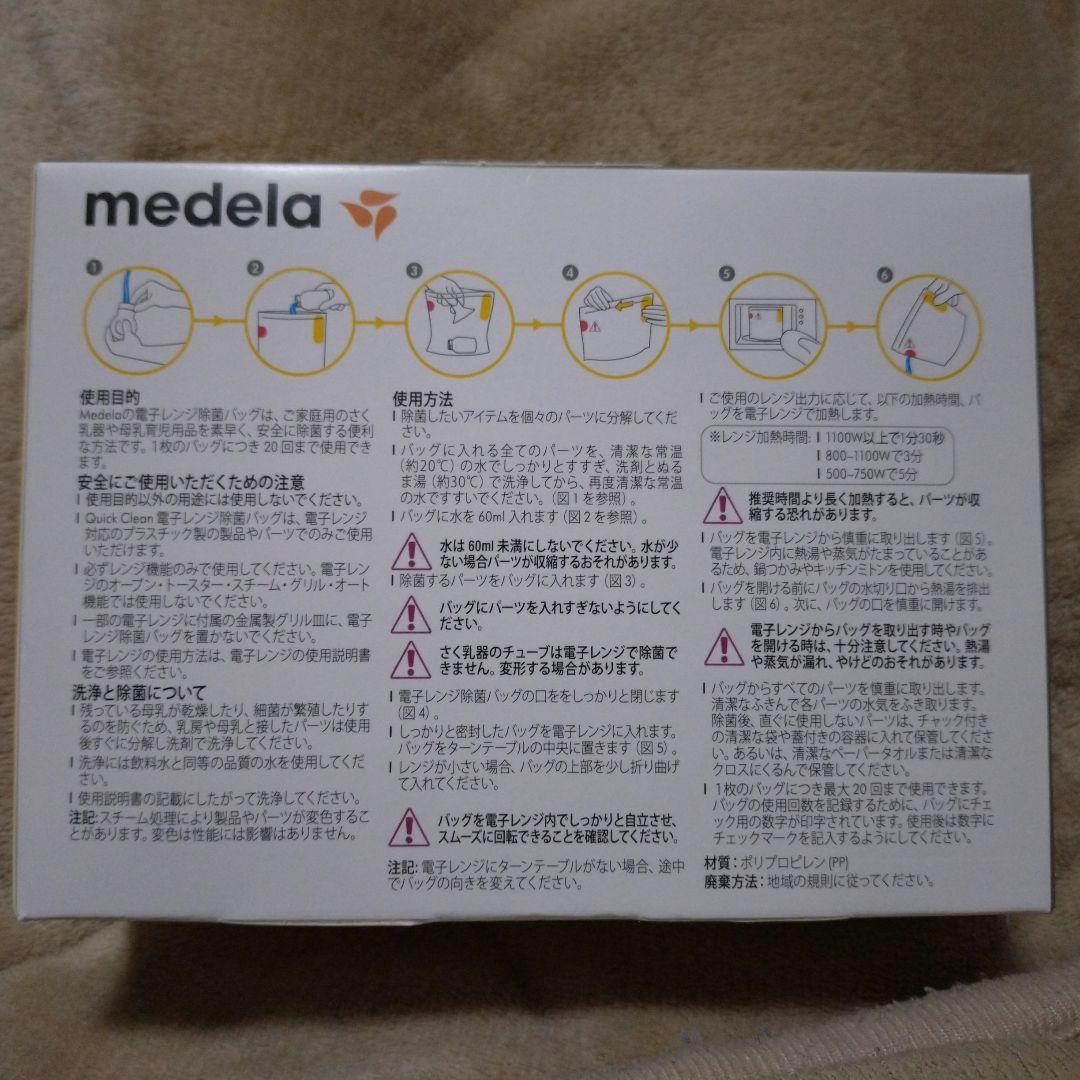 medela
1
2
3
4
5
6
使用目的
Medelaの電子レンジ除菌バッグは、ご家庭用のさく
乳器や母乳育児用品を素早く、安全に除菌する便利
な方法です。1枚のバッグにつき 20 回まで使用でき
ます。
安全にご使用いただくための注意
| 使用目的以外の用途には使用しないでください。
| Quick Clean 電子レンジ除菌バッグは、電子レンジ
対応のプラスチック製の製品やパーツでのみご使用
いただけます。
| 必ずレンジ機能のみで使用してください。電子レン
ジのオーブン・トースター・スチーム・グリル・オート
機能では使用しないでください。
| 一部の電子レンジに付属の金属製グリル皿に、電子
レンジ除菌バッグを置かないでください。
| 電子レンジの使用方法は、電子レンジの使用説明書
をご参照ください。
洗浄と除菌について
| 残っている母乳が乾燥したり、細菌が繁殖したりす
るのを防ぐため、乳房や母乳と接したパーツは使用
後すぐに分解し洗剤で洗浄してください。
| 洗浄には飲料水と同等の品質の水を使用してくだ
さい。
| 使用説明書の記載にしたがって洗浄してください。
注記:スチーム処理により製品やパーツが変色するこ
とがあります。変色は性能には影響はありません。
使用方法
| 除菌したいアイテムを個々のパーツに分解してくだ
さい。
| バッグに入れる全てのパーツを、清潔な常温
(約20℃) の水でしっかりとすすぎ、洗剤とぬる
ま湯 (約30℃) で洗浄してから、再度清潔な常温
の水ですすいでください。(図1を参照)。
| バッグに水を 60ml 入れます (図2を参照)。
水は 60ml 未満にしないでください。水が少
ない場合パーツが収縮するおそれがあります。
| 除菌するパーツをバッグに入れます (図3)。
バッグにパーツを入れすぎないようにしてく
ださい。
さく乳器のチューブは電子レンジで除菌で
きません。変形する場合があります。
| 電子レンジ除菌バッグの口ををしっかりと閉じます
(図4)。
| しっかりと密封したバッグを電子レンジに入れます。
バッグをターンテーブルの中央に置きます (図5)。
| レンジが小さい場合、バッグの上部を少し折り曲げ
て入れてください。
バッグを電子レンジ内でしっかりと自立させ、
スムーズに回転できることを確認してください。
注記: 電子レンジにターンテーブルがない場合、途中
でバッグの向きを変えてください。
| ご使用のレンジ出力に応じて、以下の加熱時間、バ
ッグを電子レンジで加熱します。
※レンジ加熱時間: | 1100W以上で1分30秒
| 800~1100Wで3分
| 500~750Wで5分
推奨時間より長く加熱すると、パーツが収
縮する恐れがあります。
| バッグを電子レンジから慎重に取り出します (図5)。
電子レンジ内に熱湯や蒸気がたまっていることがあ
るため、鍋つかみやキッチンミトンを使用してください。
| バッグを開ける前にバッグの水切り口から熱湯を排出
します (図6)。次に、バッグの口を慎重に開けます。
電子レンジからバッグを取り出す時やバッグ
を開ける時は、十分注意してください。熱湯
や蒸気が漏れ、やけどのおそれがあります。
| バッグからすべてのパーツを慎重に取り出します。
清潔なふきんで各パーツの水気をふき取ります。
除菌後、直ぐに使用しないパーツは、チャック付き
の清潔な袋や蓋付きの容器に入れて保管してくださ
い。あるいは、清潔なペーパータオルまたは清潔な
クロスにくるんで保管してください。
| 1枚のバッグにつき最大 20 回まで使用できます。
バッグの使用回数を記録するために、バッグにチェ
ック用の数字が印字されています。使用後は数字に
チェックマークを記入するようにしてください。
材質:ポリプロピレン (PP)
廃棄方法:地域の規則に従ってください。